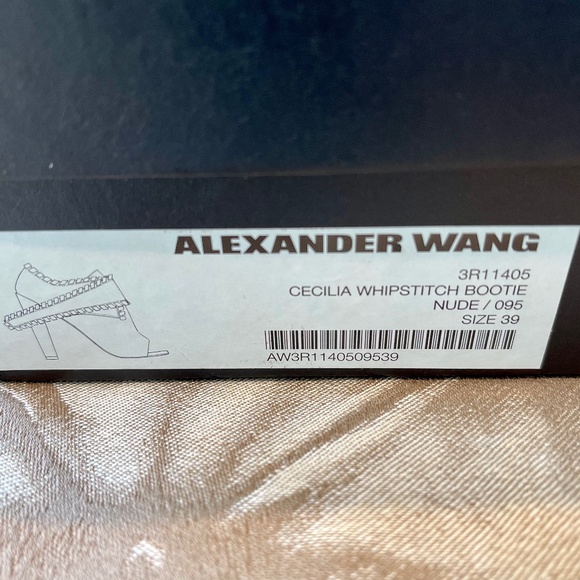 ALEXANDER WANG
3R11405
CECILIA WHIPSTITCH BOOTIE
NUDE / 095
SIZE 39
AW3R1140509539